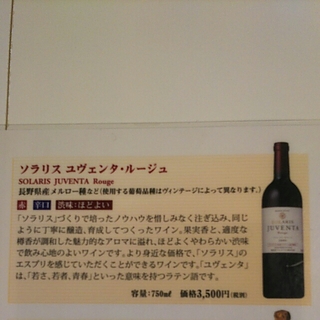 ソラリス ユヴェンタ・ルージュ
SOLARIS JUVENTA Rouge
長野県産メルロー種など(使用する葡萄品種はヴィンテージによって異なります。)
赤 辛口 渋味：ほどよい
「ソラリス」づくりで培ったノウハウを惜しみなく注ぎ込み、同じ
ように丁寧に醸造、育成してつくったワイン。果実香と、適度な
樽香が調和した魅力的なアロマに溢れ、ほどよくやわらかい渋味
で飲み心地のよいワインです。より身近な価格で、「ソラリス」の
エスプリを感じていただくことができるワインです。「ユヴェンタ」
は、「若さ、若者、青春」といった意味を持つラテン語です。
容量：750ml 価格3,500円(税別)
SOLARIS
JUVENTA